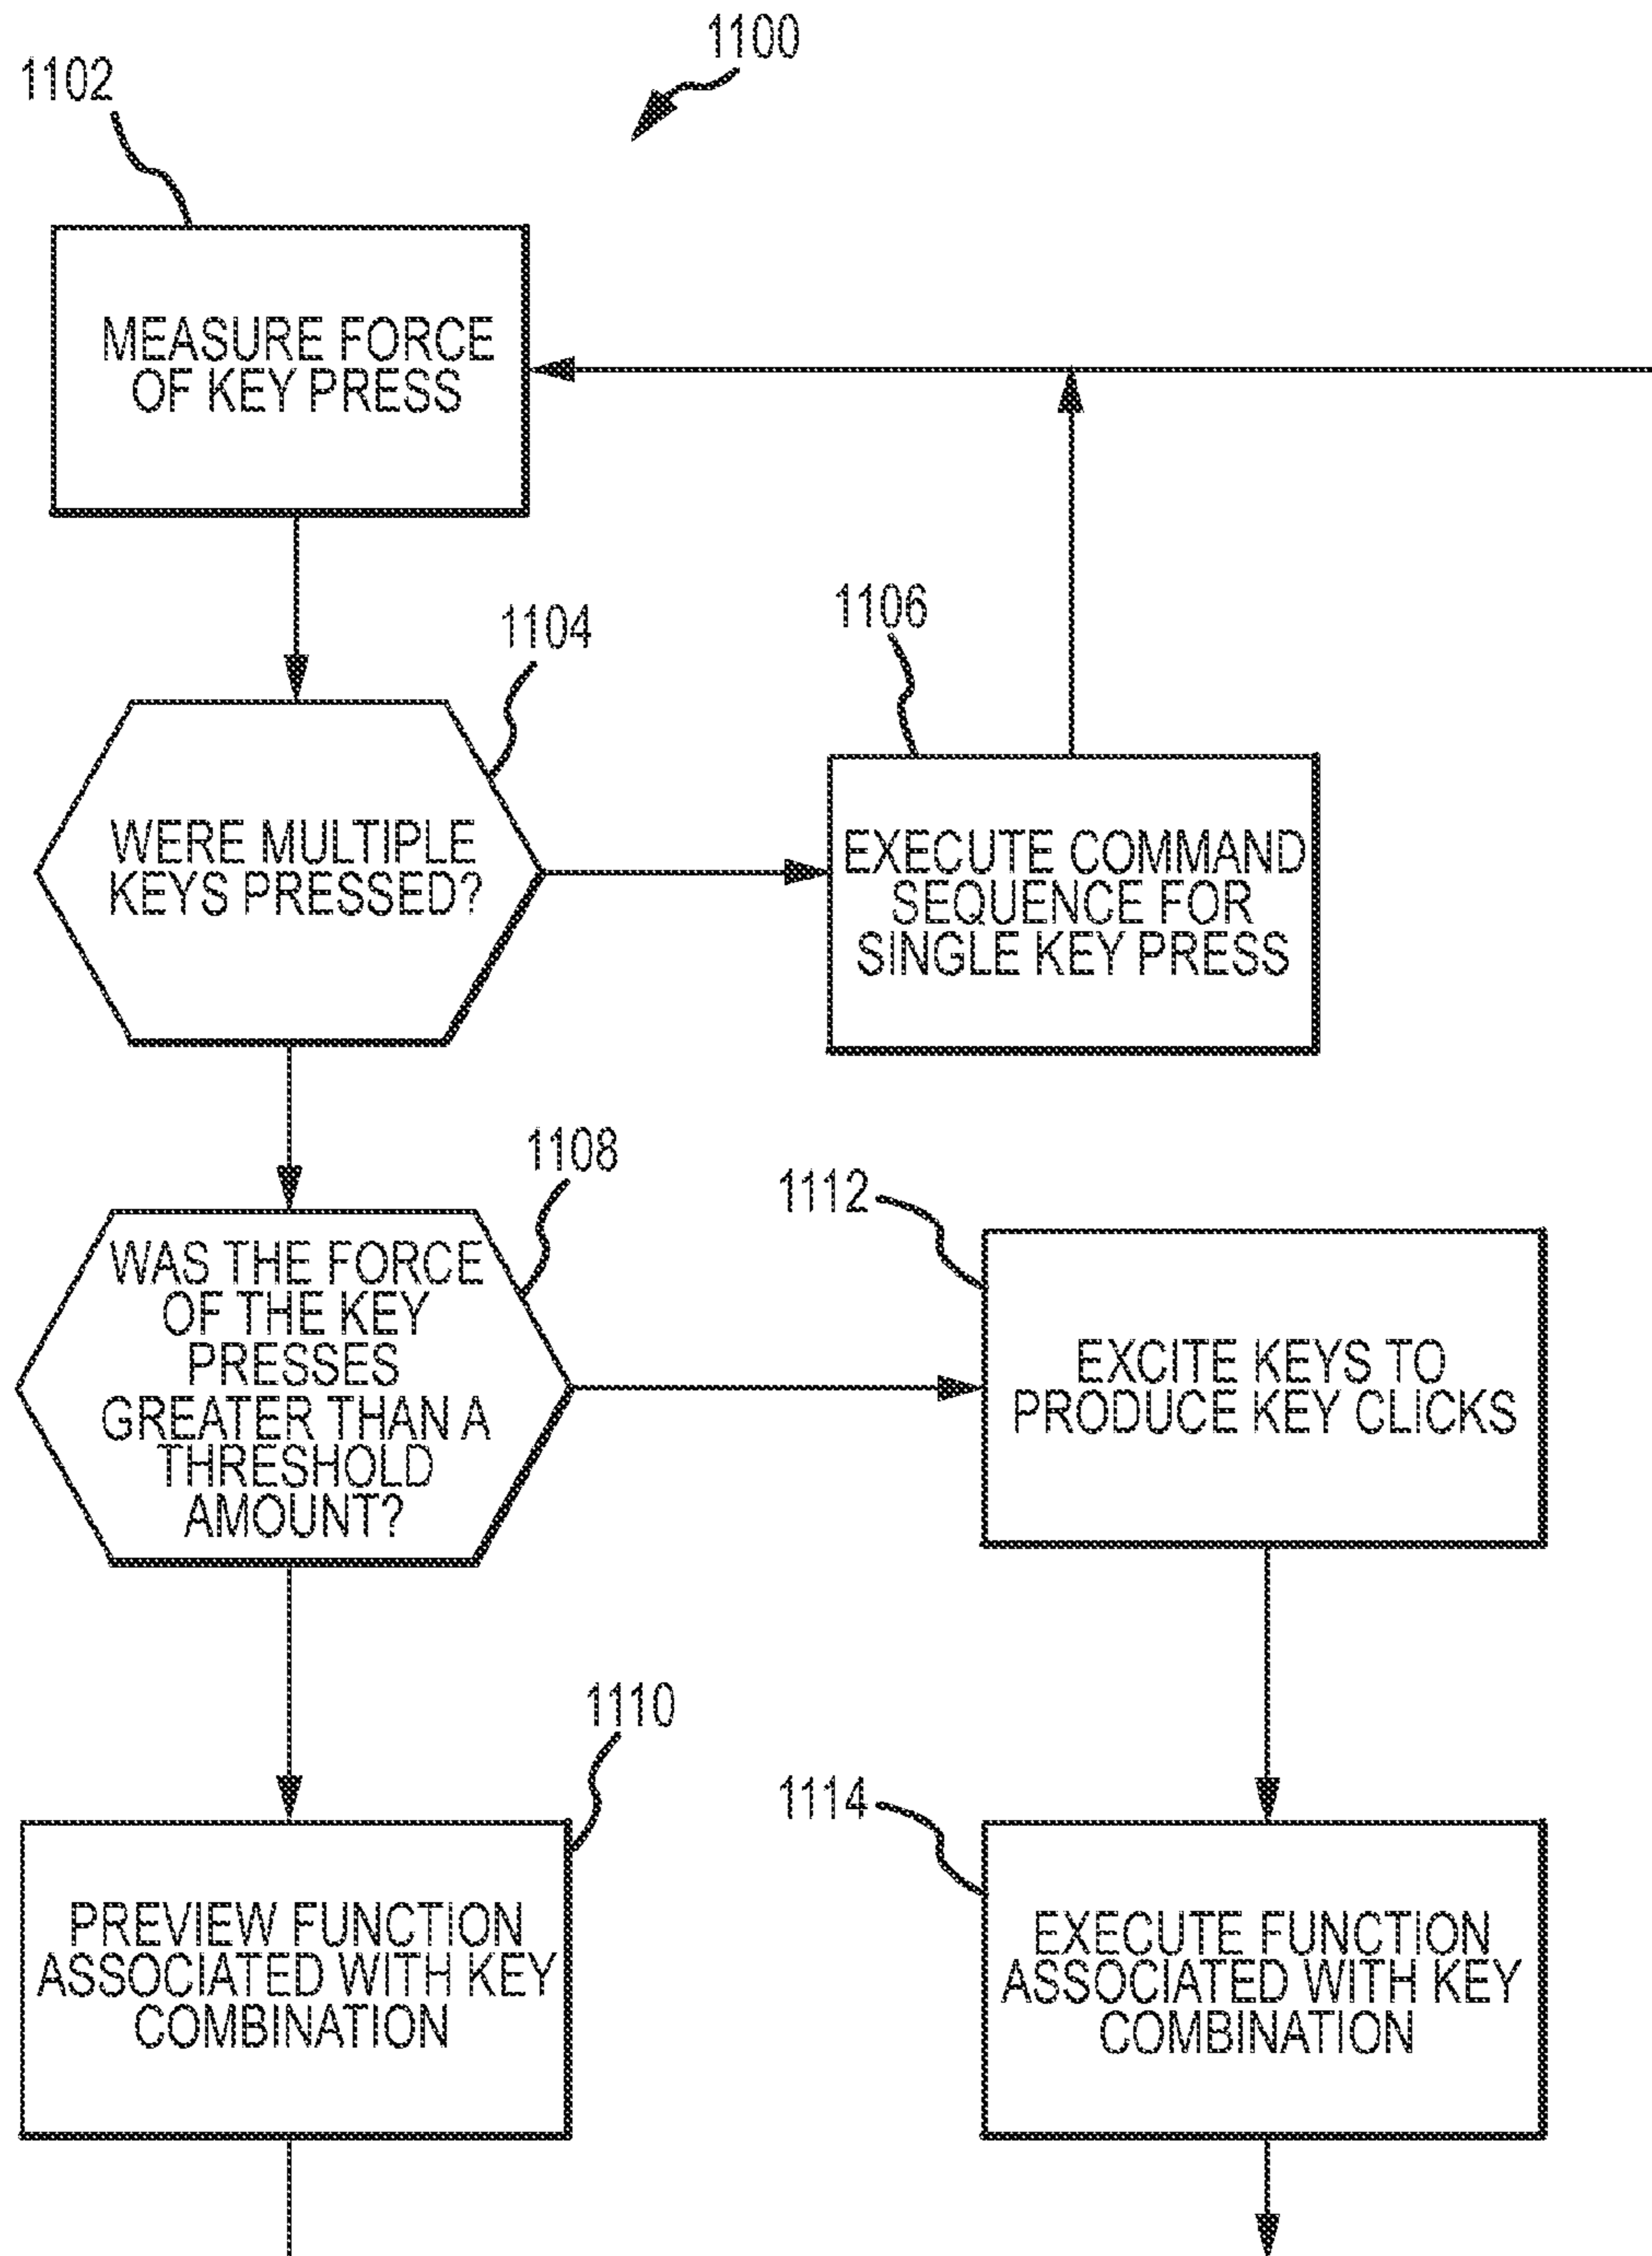 1100
1102
MEASURE FORCE
OF KEY PRESS
1104
WERE MULTIPLE
KEYS PRESSED?
1106
EXECUTE COMMAND
SEQUENCE FOR
SINGLE KEY PRESS
1108
WAS THE FORCE
OF THE KEY
PRESSES
GREATER THAN A
THRESHOLD
AMOUNT?
1112
EXCITE KEYS TO
PRODUCE KEY CLICKS
1110
PREVIEW FUNCTION
ASSOCIATED WITH KEY
COMBINATION
1114
EXECUTE FUNCTION
ASSOCIATED WITH KEY
COMBINATION